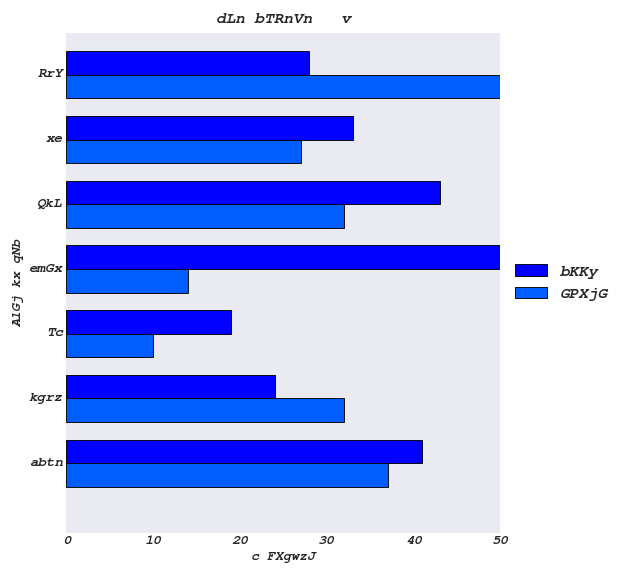 dLn bTRnVn   v
RrY
xe
QkL
emGx
Tc
kgrz
abtn
AlGj kx qNb
0 10 20 30 40 50
c FXgwzJ
bKKy
GPXjG